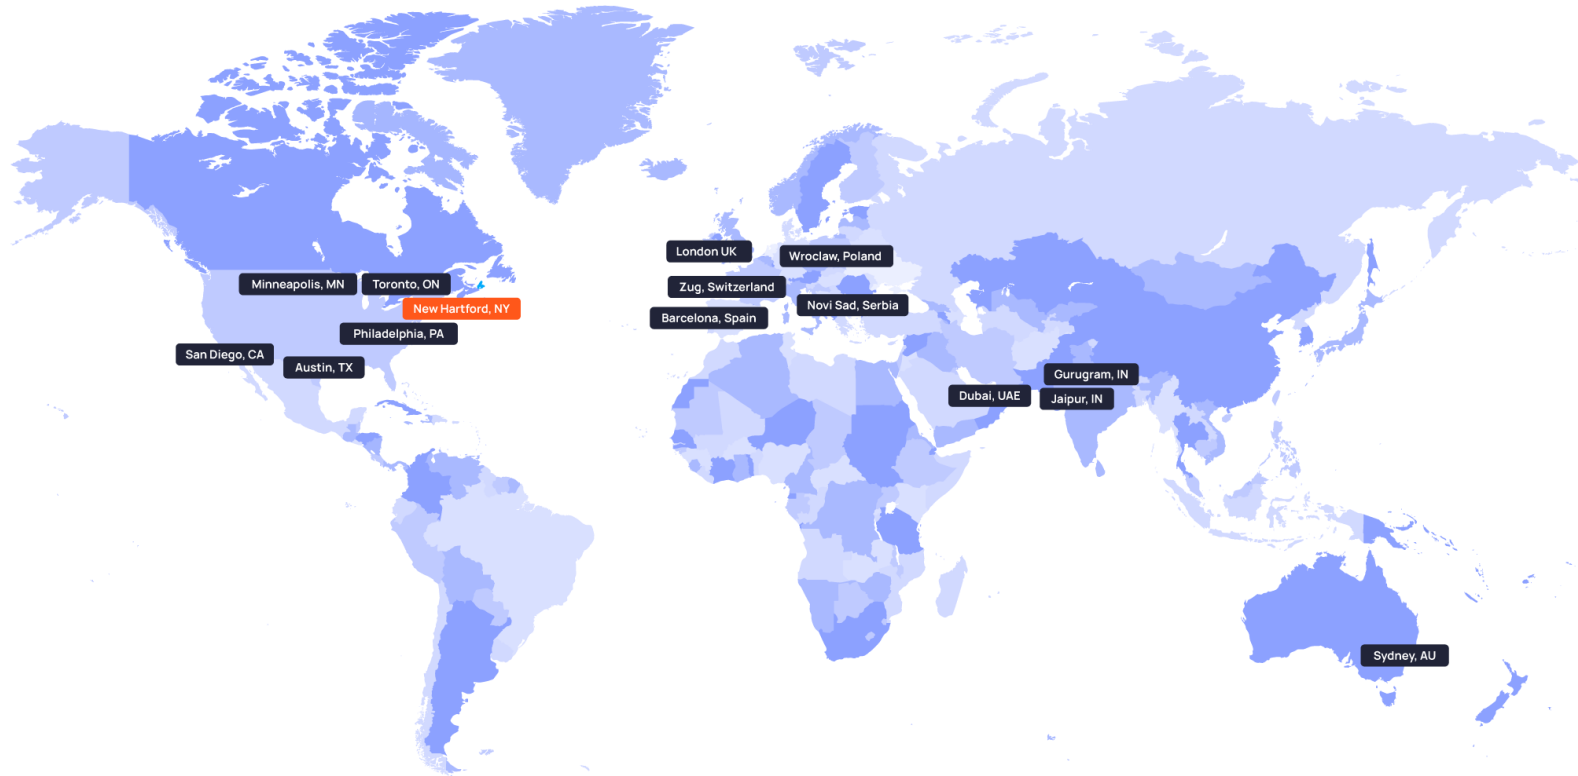 London UK
Wroclaw, Poland
Minneapolis, MN
Toronto, ON
Zug, Switzerland
New Hartford, NY
Novi Sad, Serbia
Barcelona, Spain
Philadelphia, PA
San Diego, CA
Austin, TX
Gurugram, IN
Dubai, UAE
Jaipur, IN
Sydney, AU